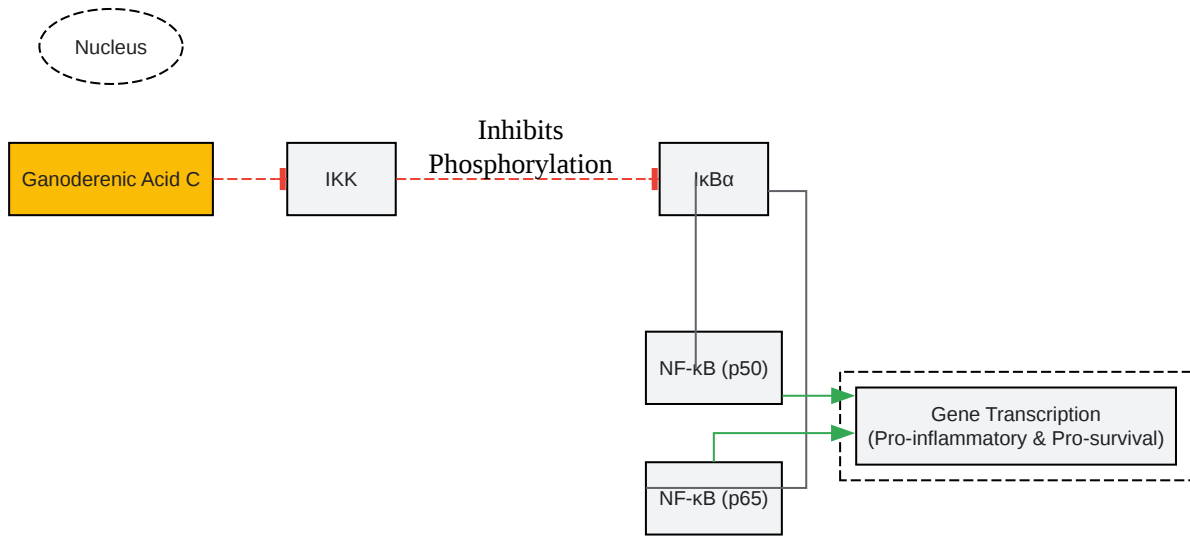 Nucleus
Inhibits
Phosphorylation
Ganoderenic Acid C
IKK
IκBα
NF-κB (p50)
Gene Transcription
(Pro-inflammatory & Pro-survival)
NF-κB (p65)